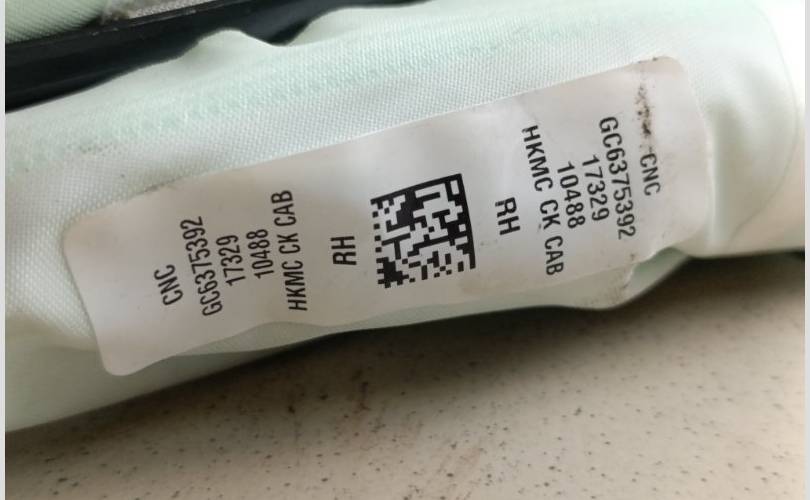 CNC
GC6375392
17329
10488
HKMC CK CAB
RH
RH
HKMC CK CAB
10488
17329
GC6375392
CNC